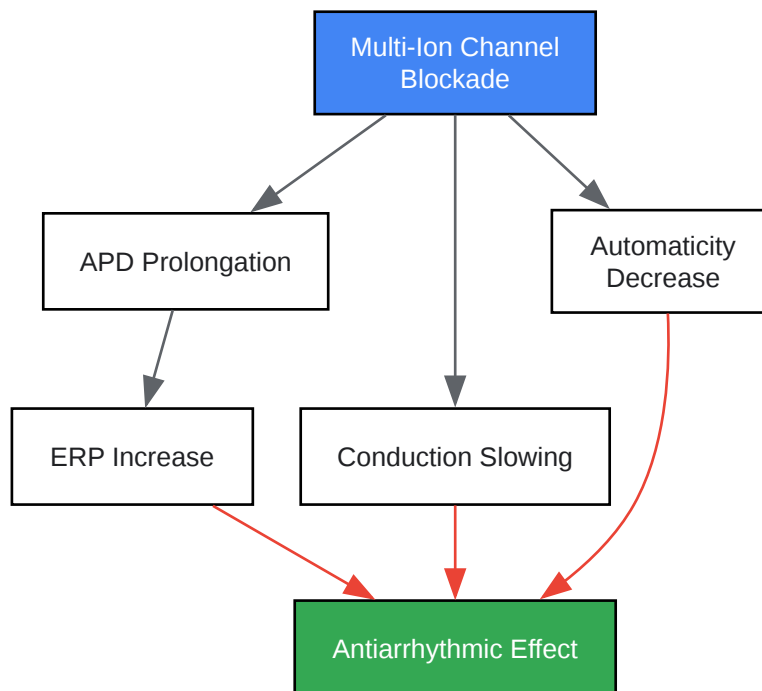 Multi-Ion Channel
Blockade
APD Prolongation
Automaticity
Decrease
ERP Increase
Conduction Slowing
Antiarrhythmic Effect